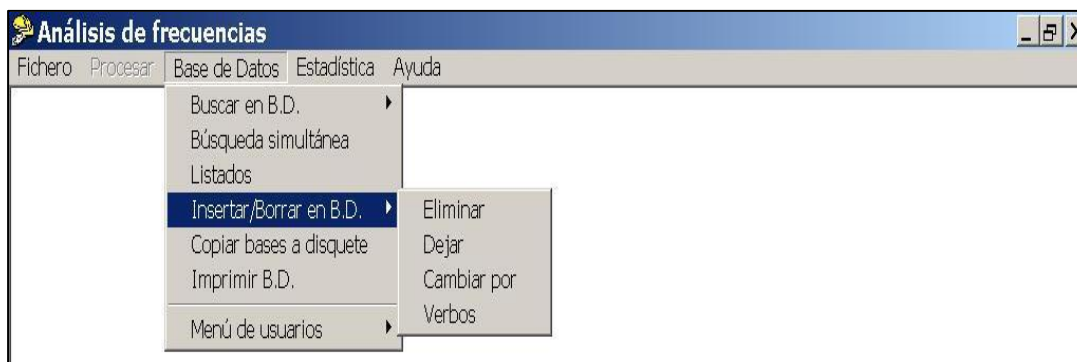 Análisis de frecuencias
Fichero Procesar Base de Datos Estadística Ayuda
Buscar en B.D.
Búsqueda simultánea
Listados
Insertar/Borrar en B.D.
Eliminar
Copiar bases a disquete
Dejar
Imprimir B.D.
Cambiar por
Verbos
Menú de usuarios